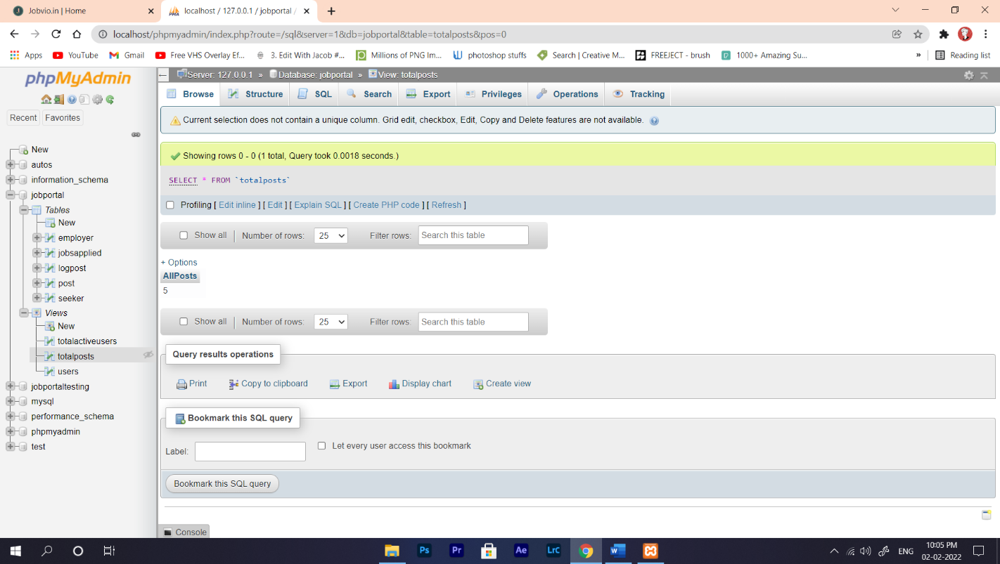 Jobvio.in | Home
localhost / 127.0.0.1 / jobportal /
localhost/phpmyadmin/index.php?route=/sql&server=1&db=jobportal&table=totalposts&pos=0
Apps YouTube Gmail Free VHS Overlay Ef... 3. Edit With Jacob #... Millions of PNG Im... photoshop stuffs Search | Creative M... FREEJECT - brush 1000+ Amazing Su... » Reading list
phpMyAdmin
Recent Favorites
New
autos
information_schema
jobportal
Tables
New
employer
jobsapplied
logpost
post
seeker
Views
New
totalactiveusers
totalposts
users
jobportaltesting
mysql
performance_schema
phpmyadmin
test
Server: 127.0.0.1 » Database: jobportal » View: totalposts
Browse Structure SQL Search Export Privileges Operations Tracking
Current selection does not contain a unique column. Grid edit, checkbox, Edit, Copy and Delete features are not available.
Showing rows 0 - 0 (1 total, Query took 0.0018 seconds.)
SELECT * FROM `totalposts`
Profiling [ Edit inline ] [ Edit ] [ Explain SQL ] [ Create PHP code ] [ Refresh ]
Show all Number of rows: 25 Filter rows: Search this table
+ Options
AllPosts
5
Show all Number of rows: 25 Filter rows: Search this table
Query results operations
Print Copy to clipboard Export Display chart Create view
Bookmark this SQL query
Label: Let every user access this bookmark
Bookmark this SQL query
Console
Ps Pr Ae LrC W
ENG
10:05 PM
02-02-2022